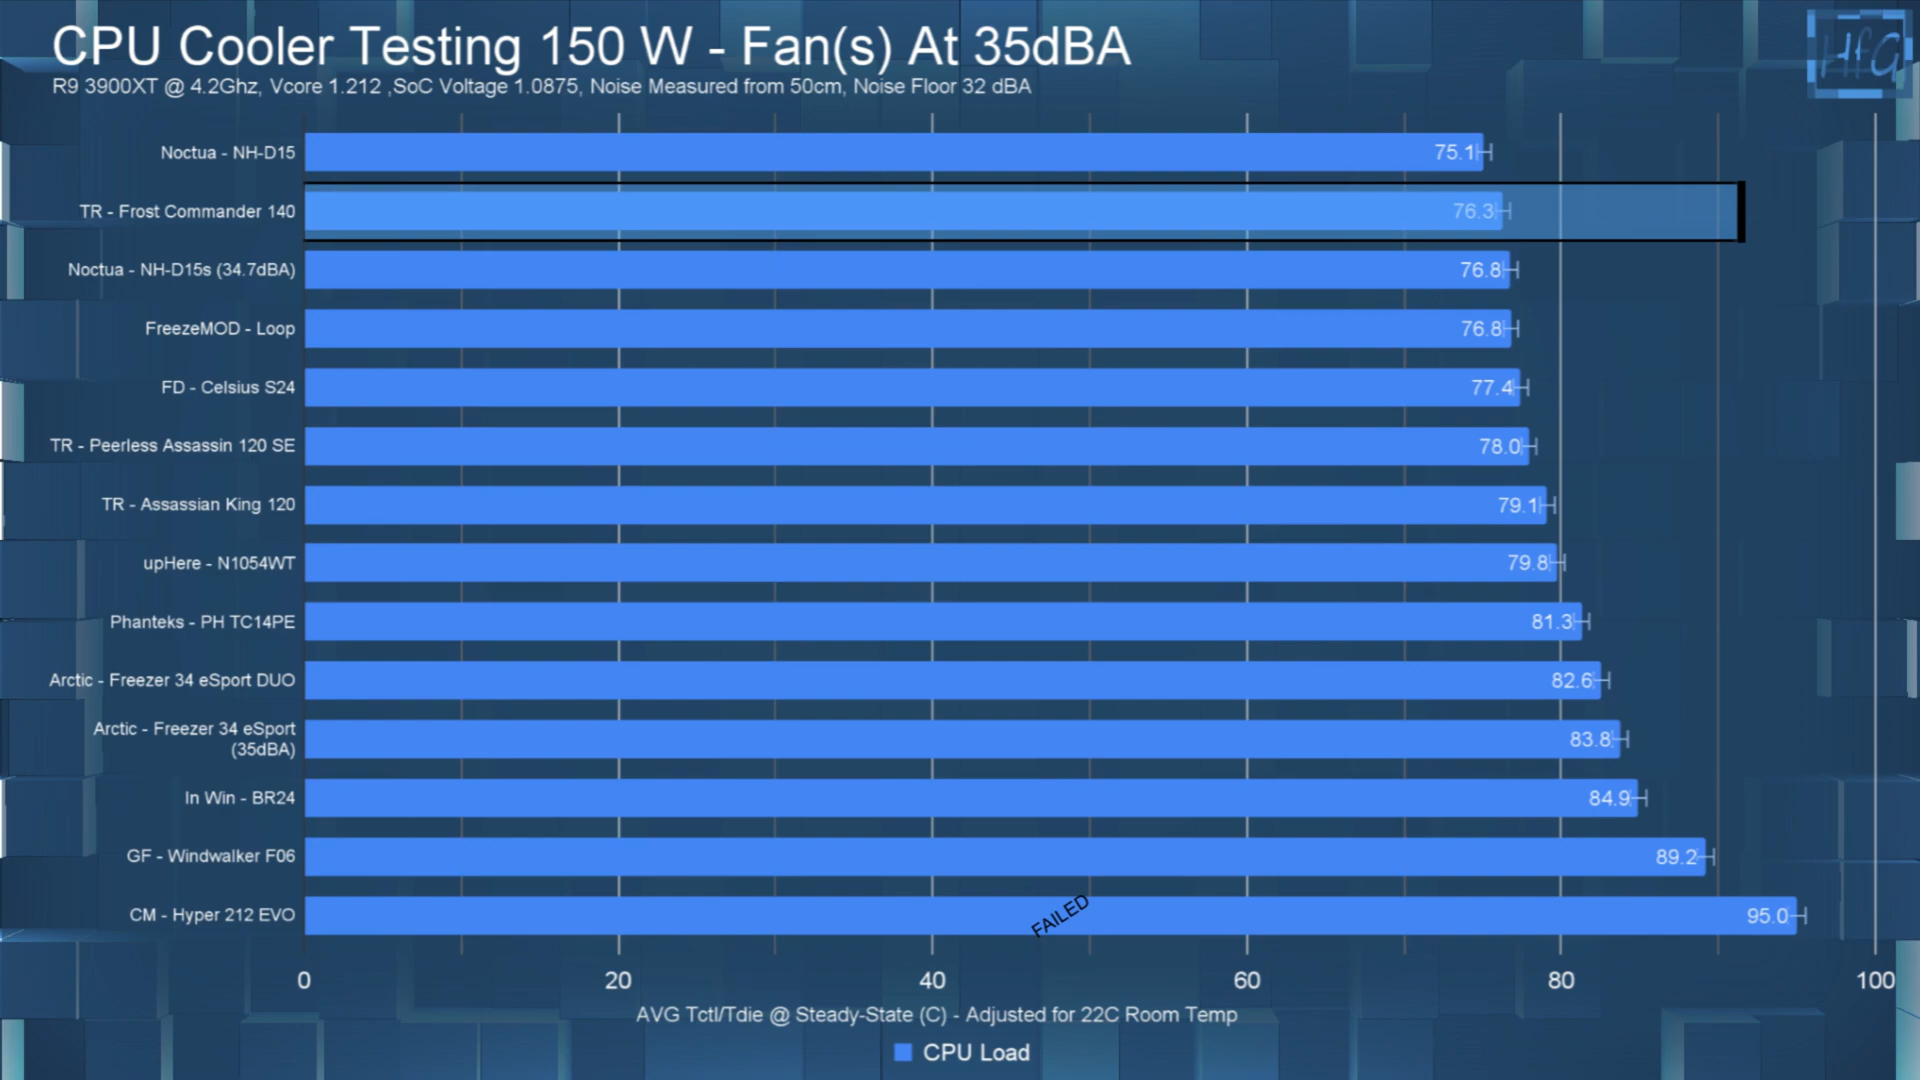 CPU Cooler Testing 150 W - Fan(s) At 35dBA
R9 3900XT @ 4.2Ghz, Vcore 1.212 ,SoC Voltage 1.0875, Noise Measured from 50cm, Noise Floor 32 dBA
HfG
Noctua - NH-D15 75.1
TR - Frost Commander 140 76.3
Noctua - NH-D15s (34.7dBA) 76.8
FreezeMOD - Loop 76.8
FD - Celsius S24 77.4
TR - Peerless Assassin 120 SE 78.0
TR - Assassian King 120 79.1
upHere - N1054WT 79.8
Phanteks - PH TC14PE 81.3
Arctic - Freezer 34 eSport DUO 82.6
Arctic - Freezer 34 eSport
(35dBA) 83.8
In Win - BR24 84.9
GF - Windwalker F06 89.2
CM - Hyper 212 EVO FAILED 95.0
0 20 40 60 80 100
AVG Tctl/Tdie @ Steady-State (C) - Adjusted for 22C Room Temp
CPU Load